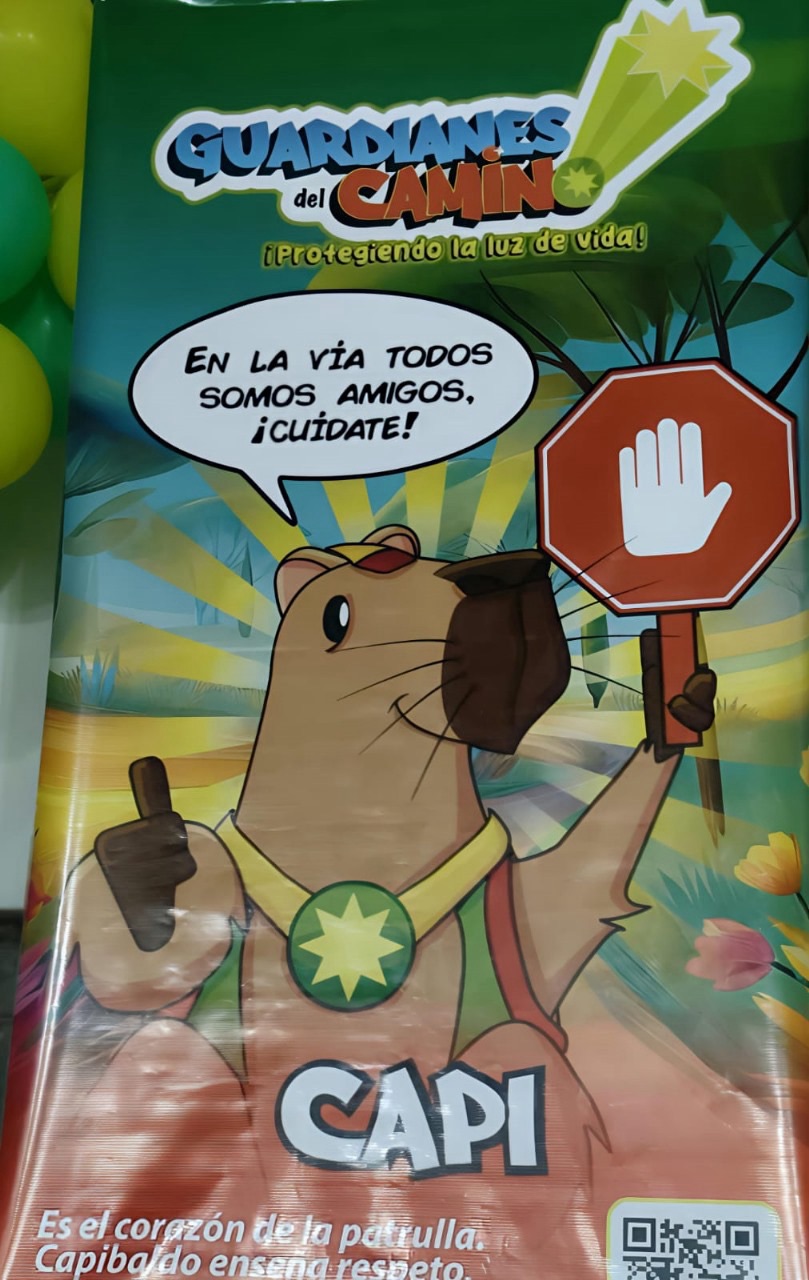 GUARDIANES
del CAMINO
¡Protegiendo la luz de vida!
EN LA VÍA TODOS
SOMOS AMIGOS,
¡CUÍDATE!
CAPI
Es el corazón de la patrulla.
Capibaldo enseña respeto.